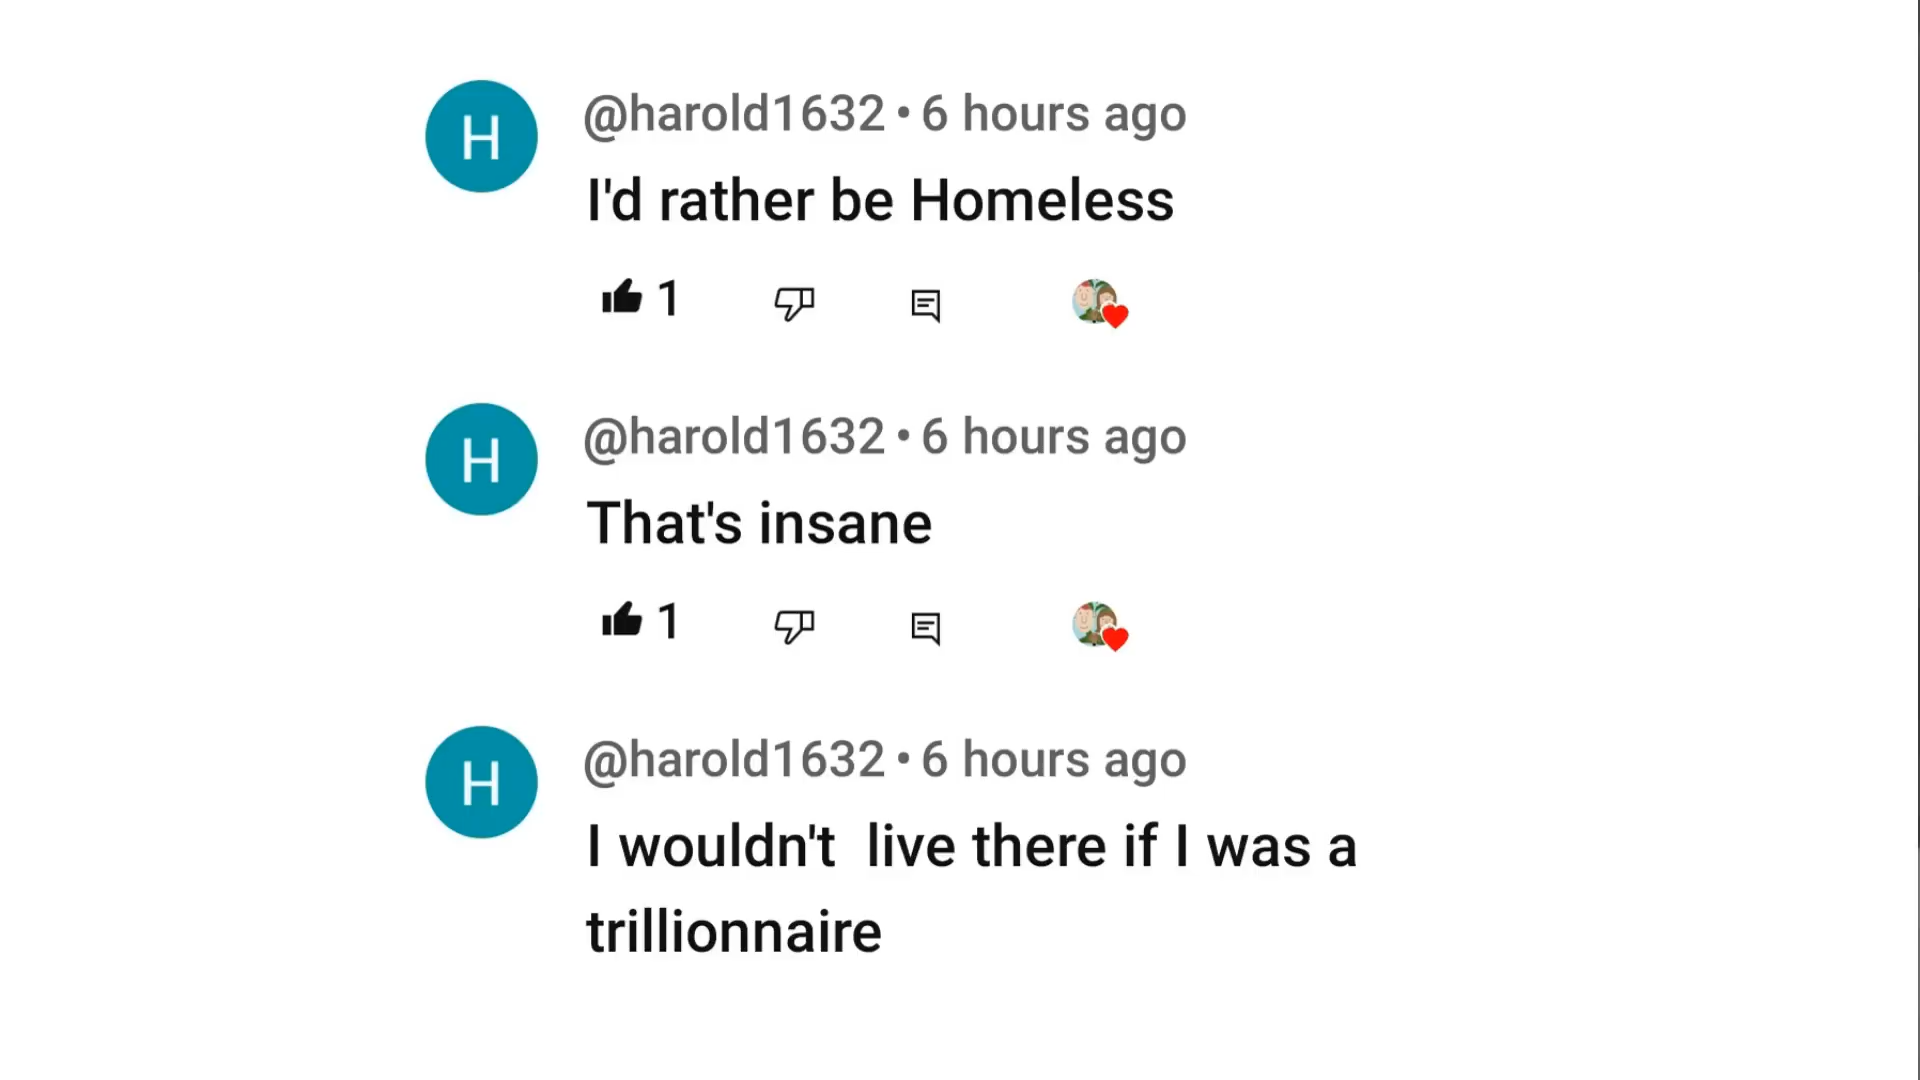 H
@harold1632 • 6 hours ago
I'd rather be Homeless
1
H
@harold1632 • 6 hours ago
That's insane
1
H
@harold1632 • 6 hours ago
I wouldn't  live there if I was a
trillionnaire